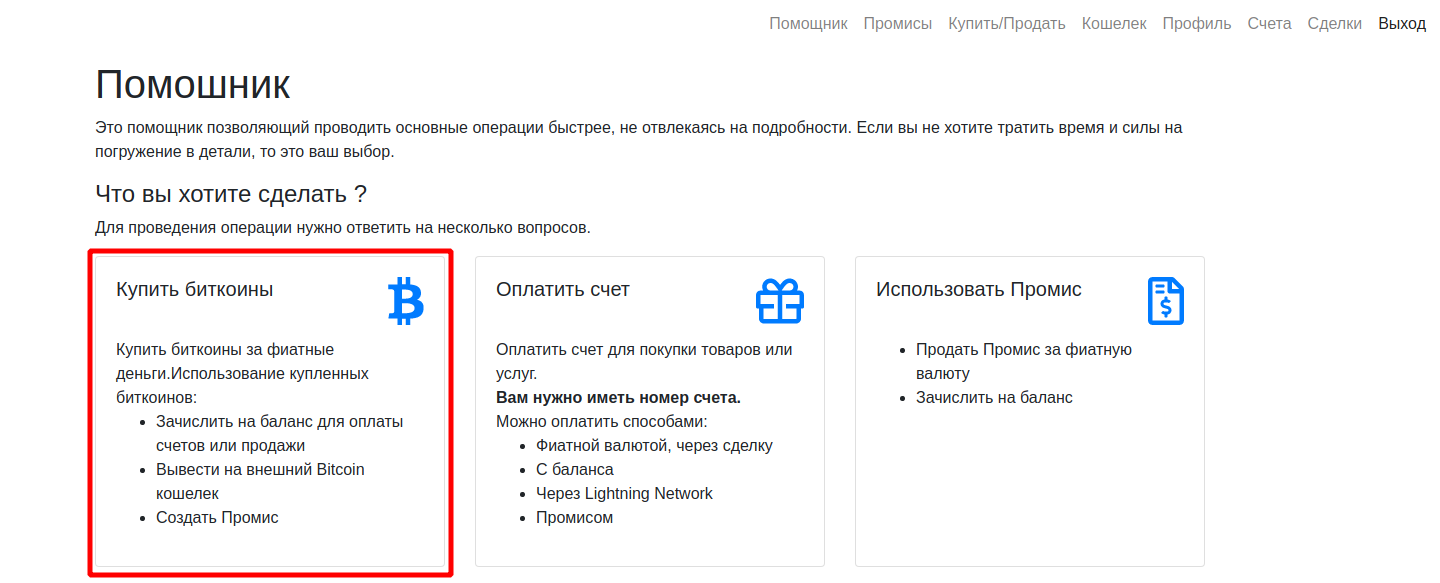 Помощник Промисы Купить/Продать Кошелек Профиль Счета Сделки Выход
Помошник
Это помощник позволяющий проводить основные операции быстрее, не отвлекаясь на подробности. Если вы не хотите тратить время и силы на
погружение в детали, то это ваш выбор.
Что вы хотите сделать ?
Для проведения операции нужно ответить на несколько вопросов.
Купить биткоины
Купить биткоины за фиатные
деньги.Использование купленных
биткоинов:
Зачислить на баланс для оплаты
счетов или продажи
Вывести на внешний Bitcoin
кошелек
Создать Промис
Оплатить счет
Оплатить счет для покупки товаров или
услуг.
Вам нужно иметь номер счета.
Можно оплатить способами:
Фиатной валютой, через сделку
С баланса
Через Lightning Network
Промисом
Использовать Промис
Продать Промис за фиатную
валюту
Зачислить на баланс